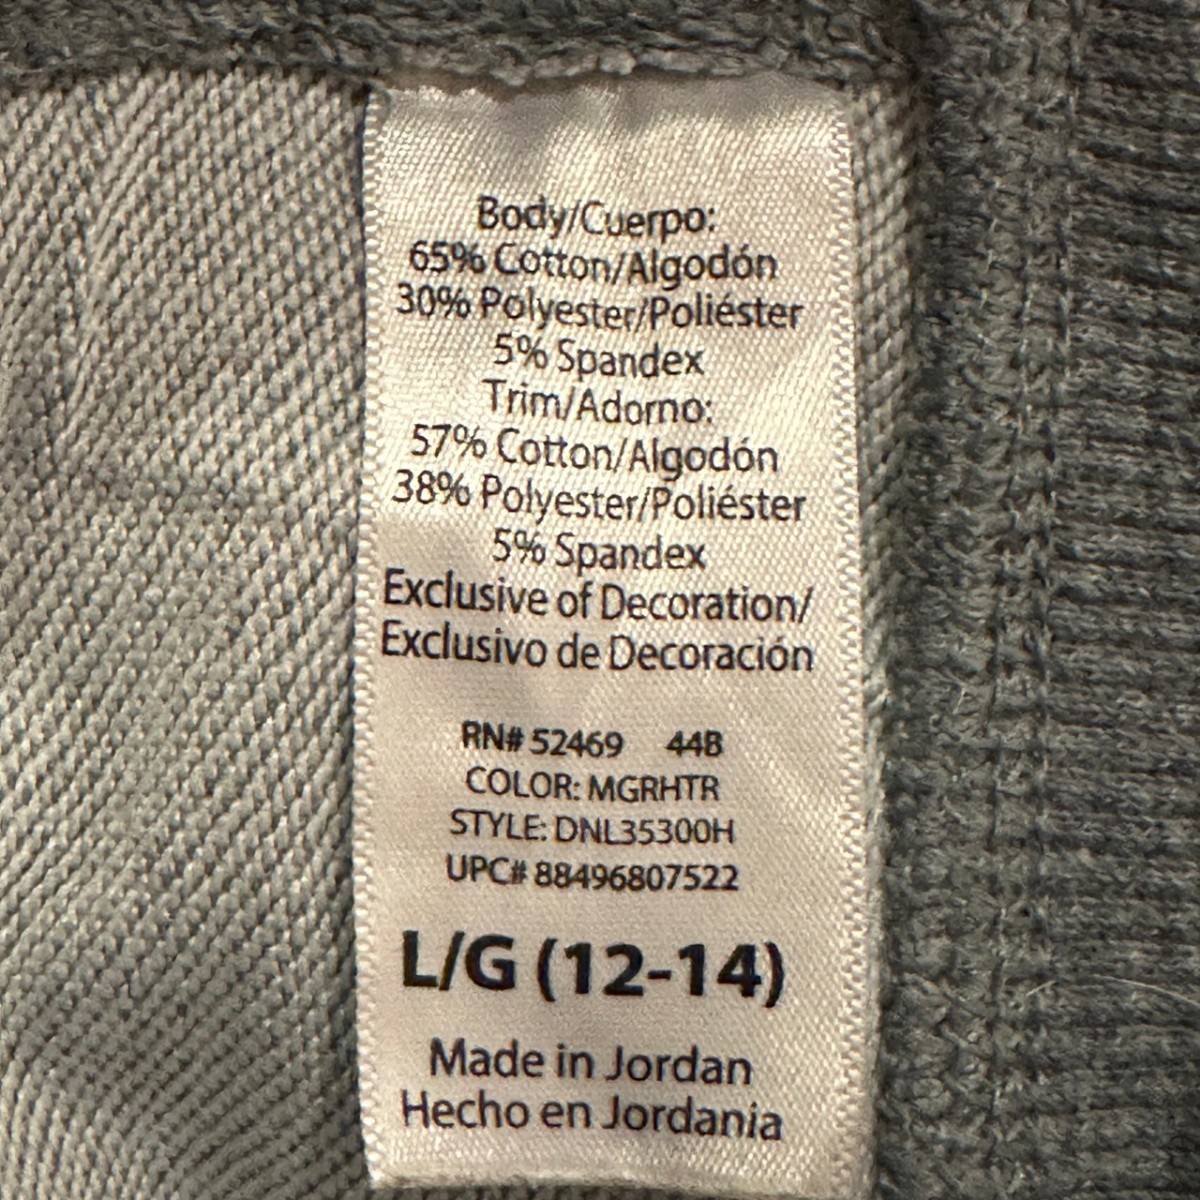 Body/Cuerpo:
65% Cotton/Algodón
30% Polyester/Poliéster
5% Spandex
Trim/Adorno:
57% Cotton/Algodón
38% Polyester/Poliéster
5% Spandex
Exclusive of Decoration/
Exclusivo de Decoración
RN# 52469 44B
COLOR: MGRHTR
STYLE: DNL35300H
UPC# 88496807522
L/G (12-14)
Made in Jordan
Hecho en Jordania